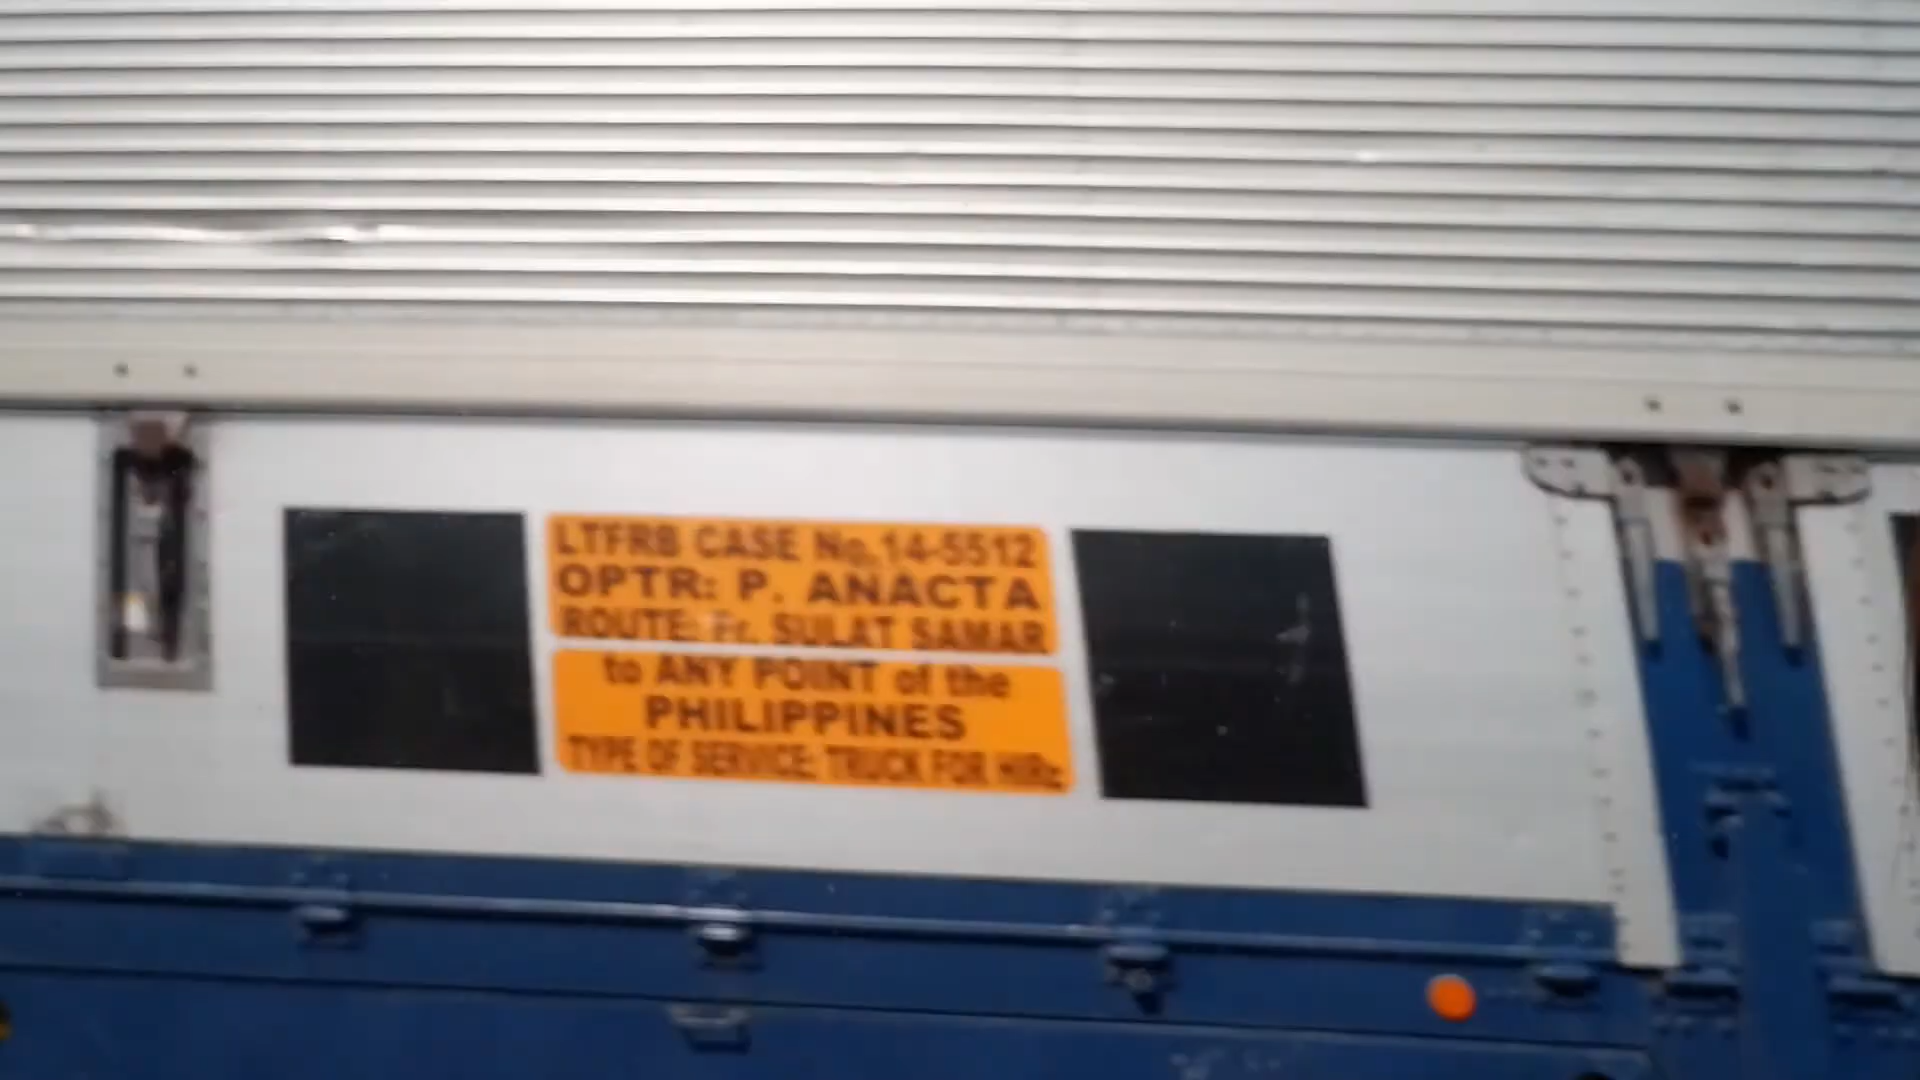 LTFRB CASE No. 14-5512
OPTR: P. ANACTA
ROUTE: Fr. SULAT SAMAR
to ANY POINT of the
PHILIPPINES
TYPE OF SERVICE: TRUCK FOR HIRE